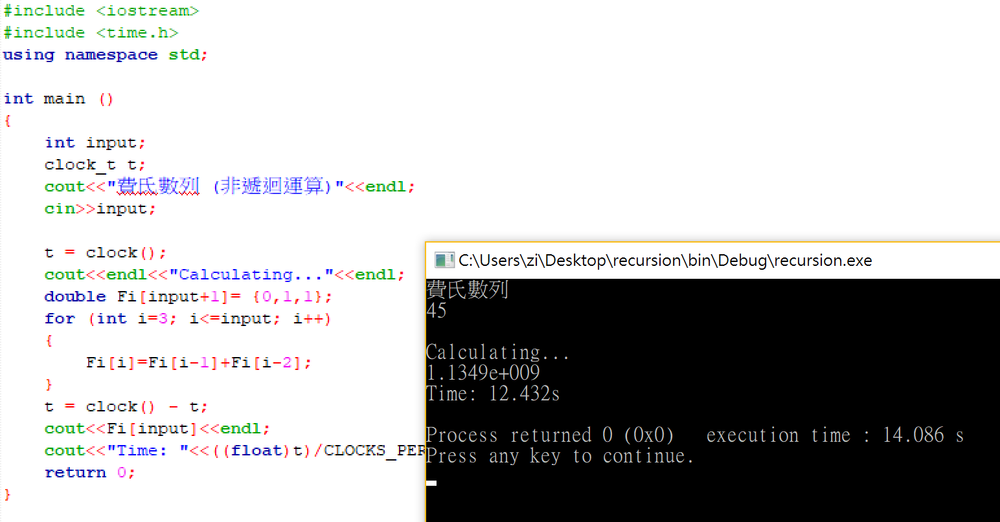 #include <iostream>
#include <time.h>
using namespace std;
int main ()
{
    int input;
    clock_t t;
    cout<<"費氏數列 (非遞迴運算)"<<endl;
    cin>>input;
    t = clock();
    cout<<endl<<"Calculating..."<<endl;
    double Fi[input+1]= {0,1,1};
    for (int i=3; i<=input; i++)
    {
        Fi[i]=Fi[i-1]+Fi[i-2];
    }
    t = clock() - t;
    cout<<Fi[input]<<endl;
    cout<<"Time: "<<((float)t)/CLOCKS_PER
    return 0;
}
C:\Users\zi\Desktop\recursion\bin\Debug\recursion.exe
費氏數列
45
Calculating...
1.1349e+009
Time: 12.432s
Process returned 0 (0x0)   execution time : 14.086 s
Press any key to continue.